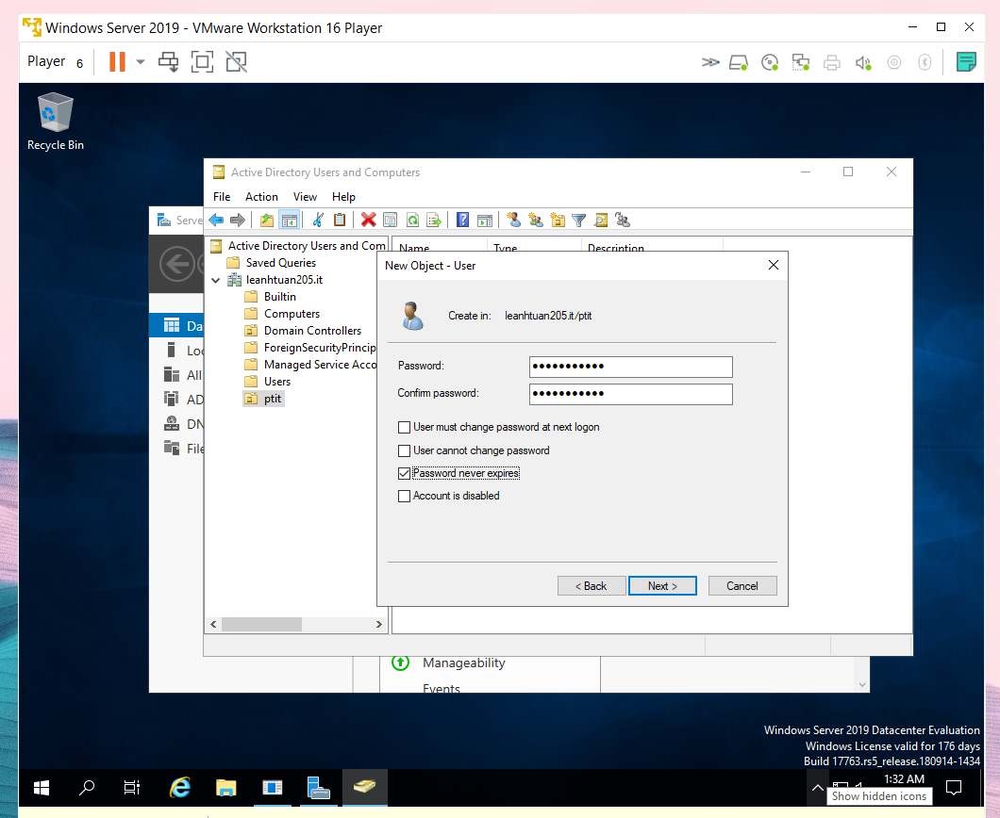 Windows Server 2019 - VMware Workstation 16 Player
Player 6
Recycle Bin
Active Directory Users and Computers
File Action View Help
Serve
Active Directory Users and Com
Saved Queries
leanhtuan205.it
Builtin
Computers
Domain Controllers
ForeignSecurityPrincip
Managed Service Acco
Users
ptit
Name Type Description
Da
Loc
All
AD
DN
File
New Object - User
Create in: leanhtuan205.it/ptit
Password:
Confirm password:
User must change password at next logon
User cannot change password
Password never expires
Account is disabled
< Back Next > Cancel
Manageability
Events
Windows Server 2019 Datacenter Evaluation
Windows License valid for 176 days
Build 17763.rs5_release.180914-1434
1:32 AM
Show hidden icons